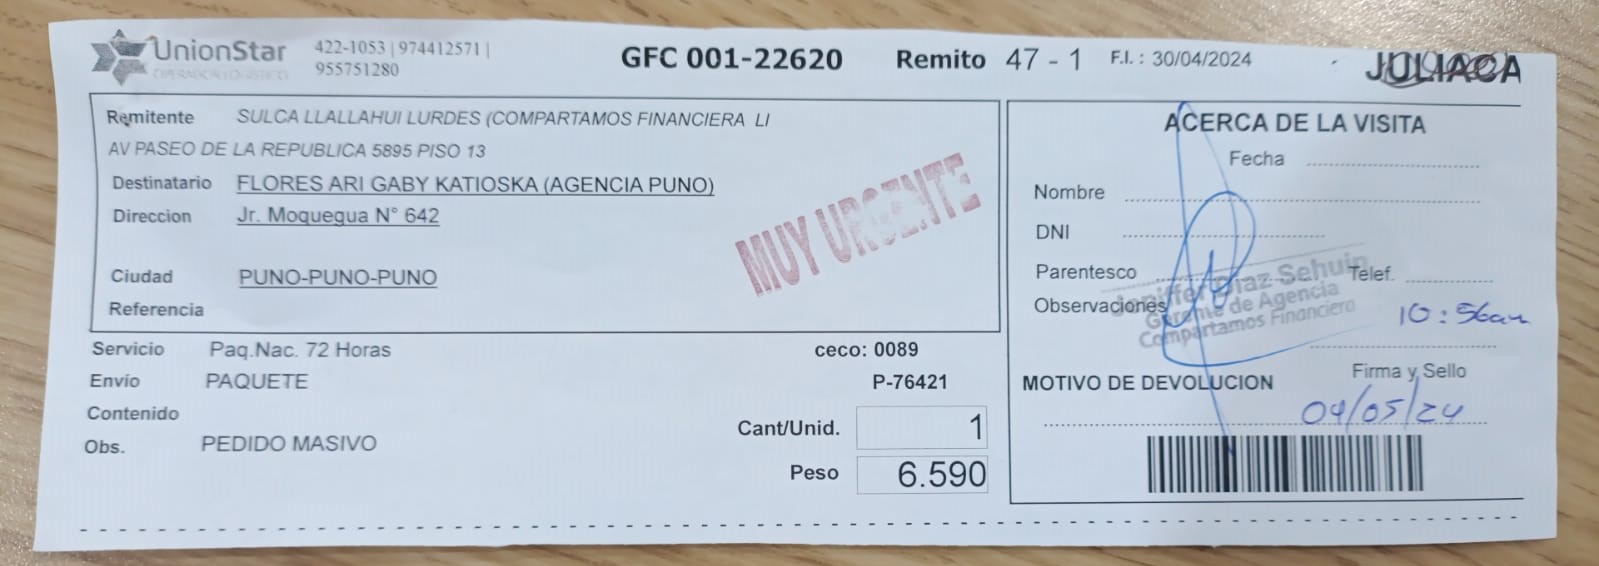 UnionStar
OPERADOR LOGISTICO
422-1053 | 974412571 |
955751280
GFC 001-22620
Remito 47 - 1
F.I. : 30/04/2024
JULIACA
Remitente SULCA LLALLAHUI LURDES (COMPARTAMOS FINANCIERA LI
AV PASEO DE LA REPUBLICA 5895 PISO 13
Destinatario FLORES ARI GABY KATIOSKA (AGENCIA PUNO)
Direccion Jr. Moquegua N° 642
Ciudad PUNO-PUNO-PUNO
Referencia
MUY URGENTE
Servicio Paq.Nac. 72 Horas
Envío PAQUETE
Contenido
Obs. PEDIDO MASIVO
ceco: 0089
P-76421
Cant/Unid. 1
Peso 6.590
ACERCA DE LA VISITA
Fecha
Nombre
DNI
Parentesco
Telef.
Observaciones
Díaz Sehuin
Gerente de Agencia
Compartamos Financiera
10:56am
Firma y Sello
MOTIVO DE DEVOLUCION
04/05/24